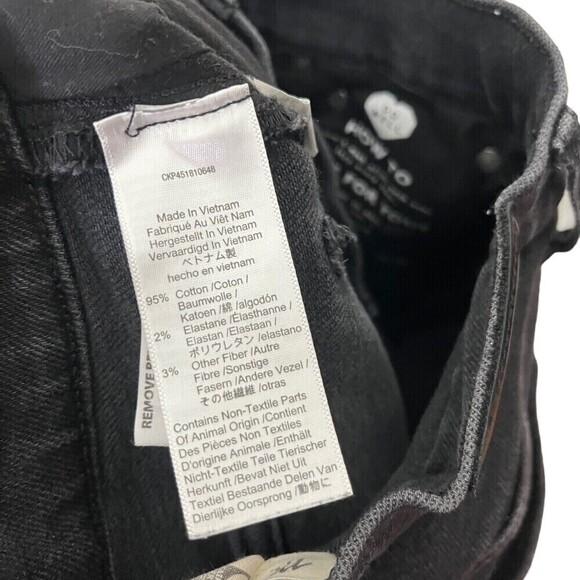 CKP451810648
Made In Vietnam
Fabriqué Au Viêt Nam
Hergestellt In Vietnam
Vervaardigd In Vietnam
ベトナム製
hecho en vietnam
95% Cotton /Coton /
Baumwolle /
Katoen /綿 /algodón
2% Elastane /Élasthanne /
Elastan /Elastaan /
ポリウレタン /elastano
3% Other Fiber /Autre
Fibre /Sonstige
Fasern /Andere Vezel /
その他繊維 /otras
Contains Non-Textile Parts
Of Animal Origin /Contient
Des Pièces Non Textiles
D'origine Animale /Enthält
Nicht-Textile Teile Tierischer
Herkunft /Bevat Niet Uit
Textiel Bestaande Delen Van
Dierlijke Oorsprong /動物に
REMOVE
HOW TO
FOR